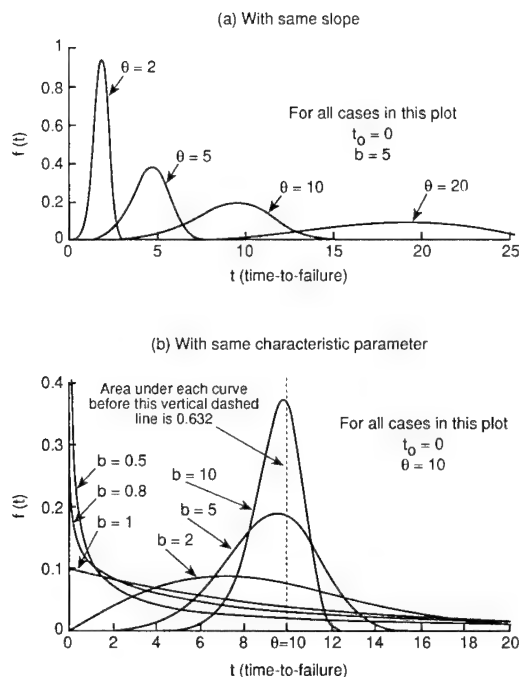 (a) With same slope
1
0.8
0.6
0.4
0.2
0
f (t)
θ = 2
θ = 5
θ = 10
θ = 20
For all cases in this plot
t₀ = 0
b = 5
0 5 10 15 20 25
t (time-to-failure)
(b) With same characteristic parameter
0.4
0.3
0.2
0.1
0
f (t)
Area under each curve
before this vertical dashed
line is 0.632
For all cases in this plot
t₀ = 0
θ = 10
b = 0.5
b = 0.8
b = 1
b = 10
b = 5
b = 2
0 2 4 6 8 θ=10 12 14 16 18 20
t (time-to-failure)